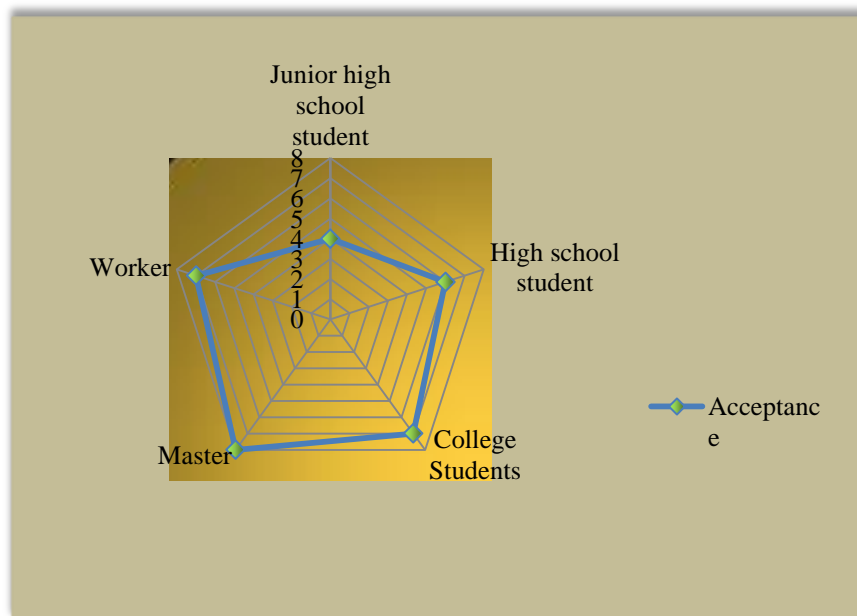 Junior high
school
student
8
7
6
5
4
3
2
1
0
High school
student
College
Students
Master
Worker
Acceptanc
e